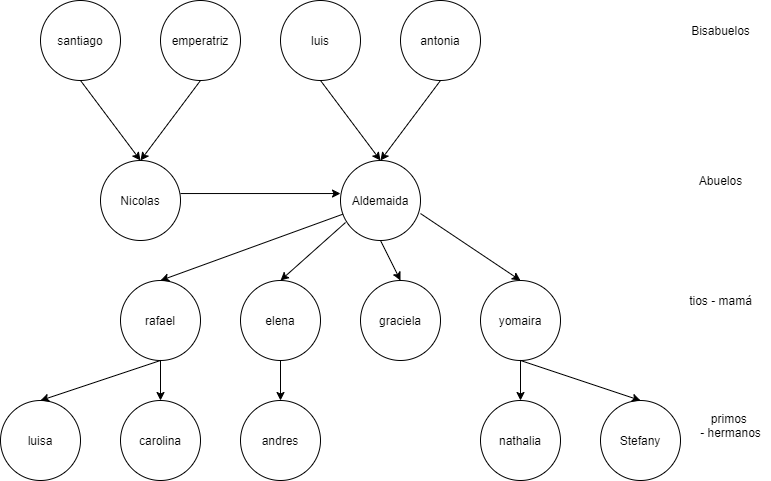 santiago
emperatriz
luis
antonia
Bisabuelos
Nicolas
Aldemaida
Abuelos
rafael
elena
graciela
yomaira
tios - mamá
luisa
carolina
andres
nathalia
Stefany
primos
- hermanos